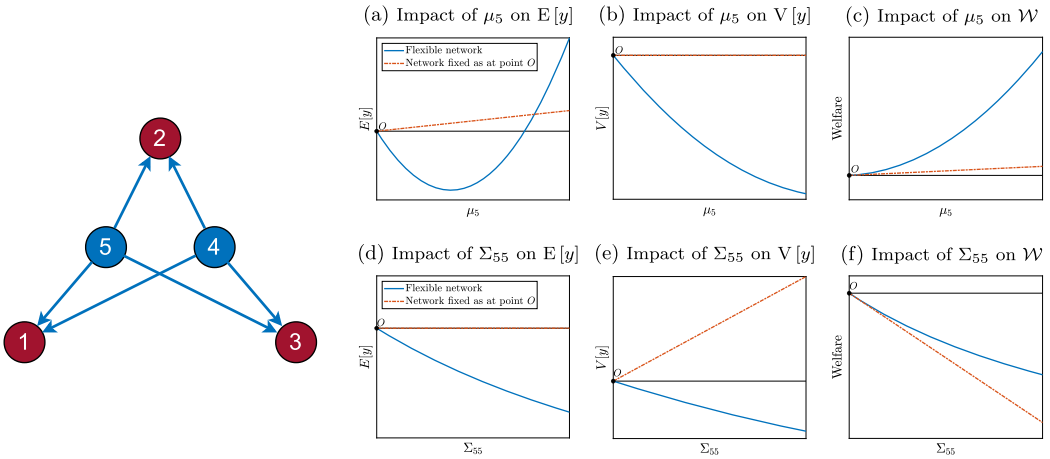 (a) Impact of μ₅ on E [y]
(b) Impact of μ₅ on V [y]
(c) Impact of μ₅ on 𝒲
Flexible network
Network fixed as at point O
O
E[y]
μ₅
O
V[y]
μ₅
O
Welfare
μ₅
2
5
4
1
3
(d) Impact of Σ₅₅ on E [y]
(e) Impact of Σ₅₅ on V [y]
(f) Impact of Σ₅₅ on 𝒲
Flexible network
Network fixed as at point O
O
E[y]
Σ₅₅
O
V[y]
Σ₅₅
O
Welfare
Σ₅₅